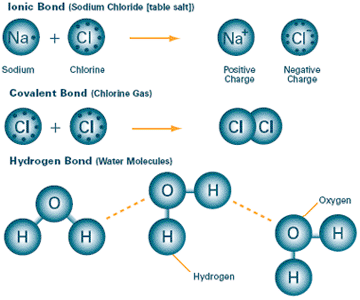 Ionic Bond (Sodium Chloride [table salt])
Na + Cl Na+ Cl-
Sodium Chlorine Positive Charge Negative Charge
Covalent Bond (Chlorine Gas)
Cl + Cl Cl Cl
Hydrogen Bond (Water Molecules)
O H
O Oxygen
H H H O H
Hydrogen H